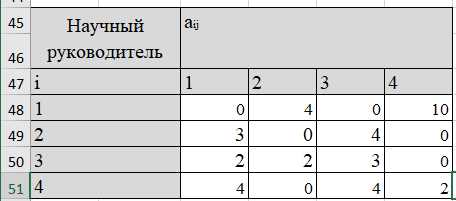 45 Научный руководитель aij
46
47 i 1 2 3 4
48 1 0 4 0 10
49 2 3 0 4 0
50 3 2 2 3 0
51 4 4 0 4 2